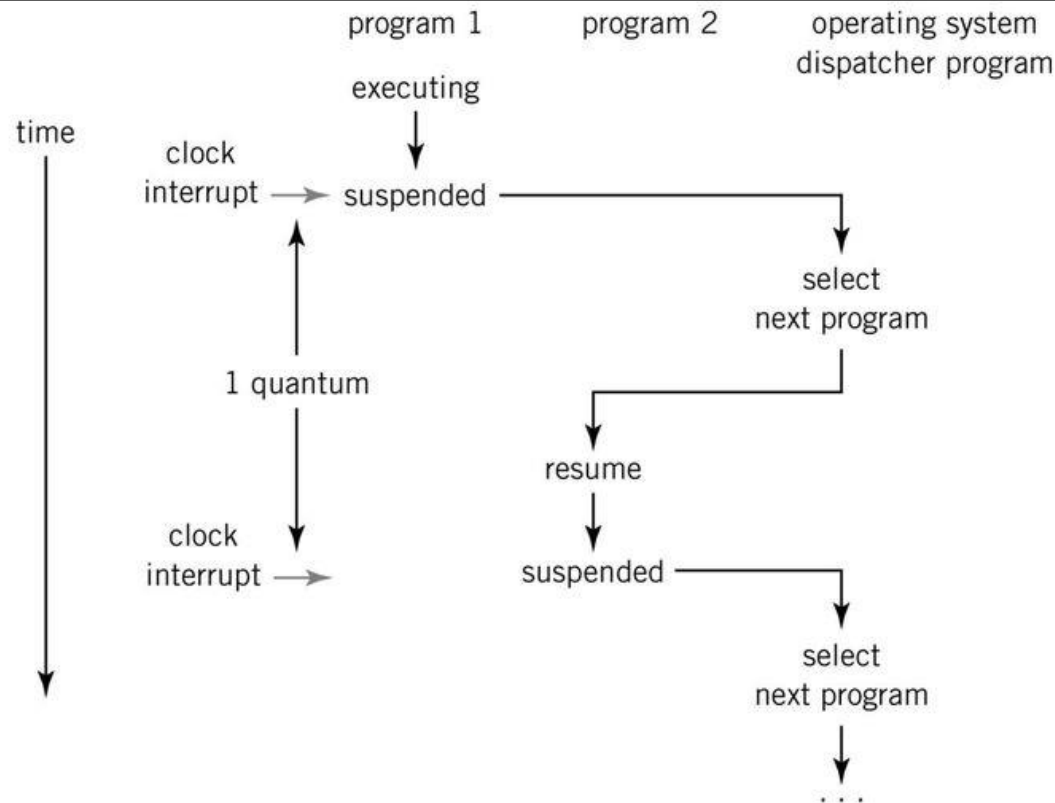 program 1
program 2
operating system
dispatcher program
executing
time
clock
interrupt
suspended
select
next program
1 quantum
resume
clock
interrupt
suspended
select
next program
. . .